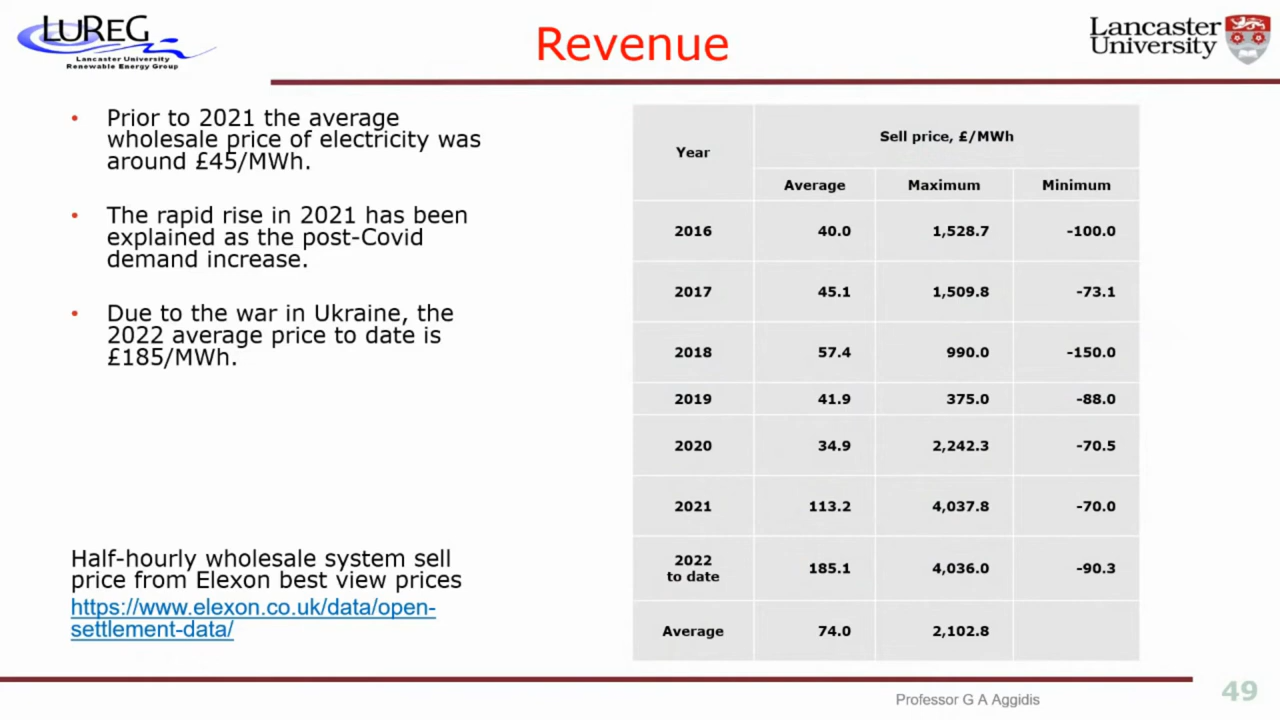 LUREG
Lancaster University
Renewable Energy Group
Revenue
Lancaster
University
• Prior to 2021 the average
wholesale price of electricity was
around £45/MWh.
• The rapid rise in 2021 has been
explained as the post-Covid
demand increase.
• Due to the war in Ukraine, the
2022 average price to date is
£185/MWh.
Half-hourly wholesale system sell
price from Elexon best view prices
https://www.elexon.co.uk/data/open-
settlement-data/
Year Sell price, £/MWh
Average Maximum Minimum
2016 40.0 1,528.7 -100.0
2017 45.1 1,509.8 -73.1
2018 57.4 990.0 -150.0
2019 41.9 375.0 -88.0
2020 34.9 2,242.3 -70.5
2021 113.2 4,037.8 -70.0
2022
to date 185.1 4,036.0 -90.3
Average 74.0 2,102.8
Professor G A Aggidis
49